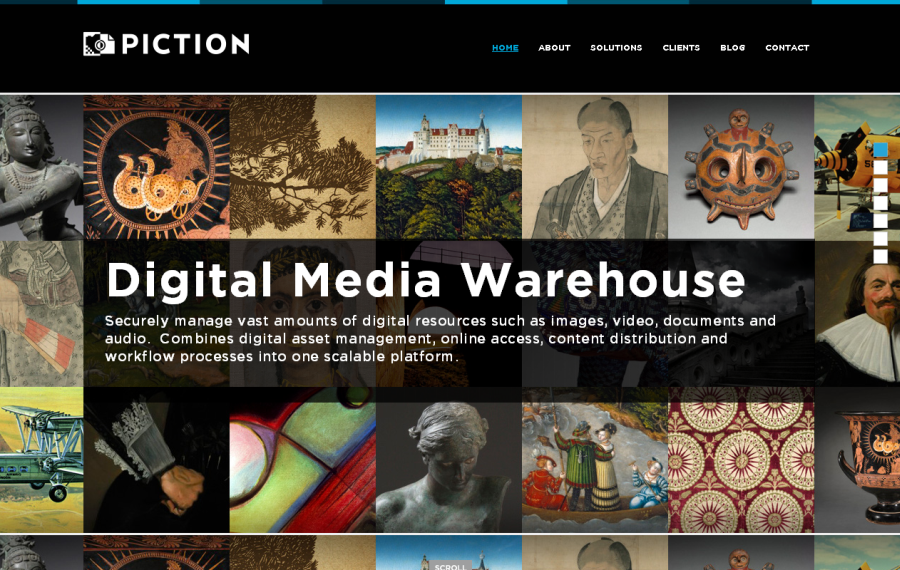 PICTION
HOME ABOUT SOLUTIONS CLIENTS BLOG CONTACT
Digital Media Warehouse
Securely manage vast amounts of digital resources such as images, video, documents and
audio. Combines digital asset management, online access, content distribution and
workflow processes into one scalable platform.
SCROLL